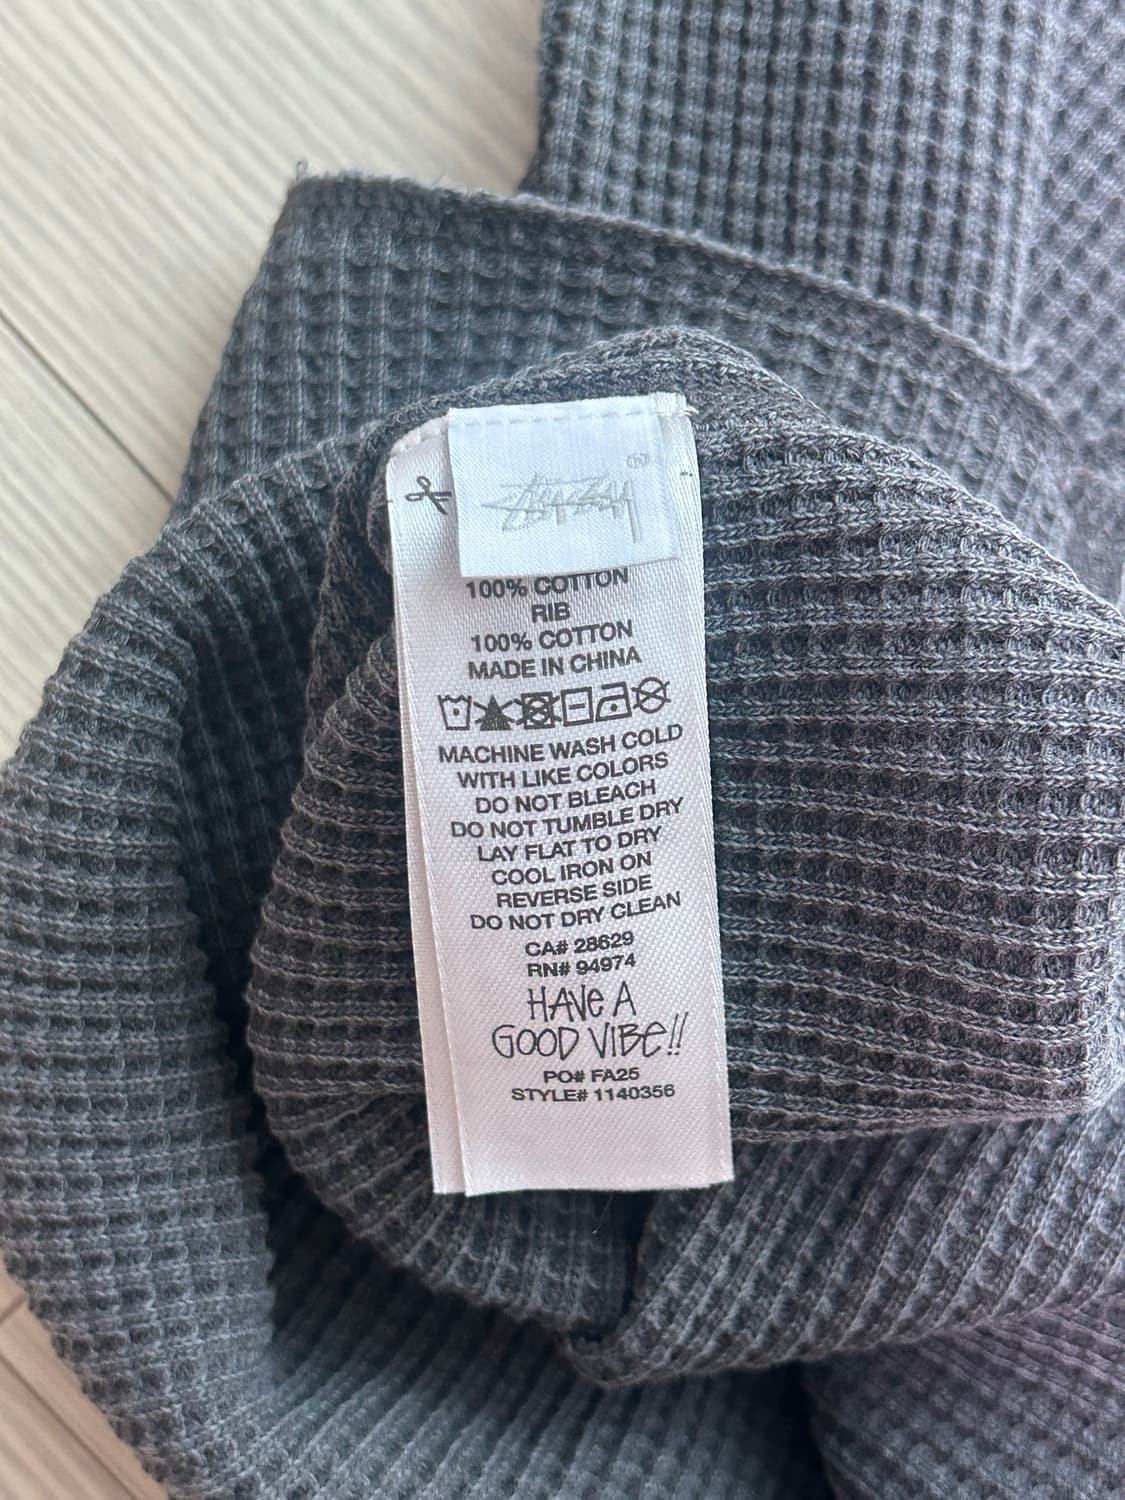 Stüssy®
100% COTTON
RIB
100% COTTON
MADE IN CHINA
MACHINE WASH COLD
WITH LIKE COLORS
DO NOT BLEACH
DO NOT TUMBLE DRY
LAY FLAT TO DRY
COOL IRON ON
REVERSE SIDE
DO NOT DRY CLEAN
CA# 28629
RN# 94974
HAVE A
GOOD VIBE!!
PO# FA25
STYLE# 1140356